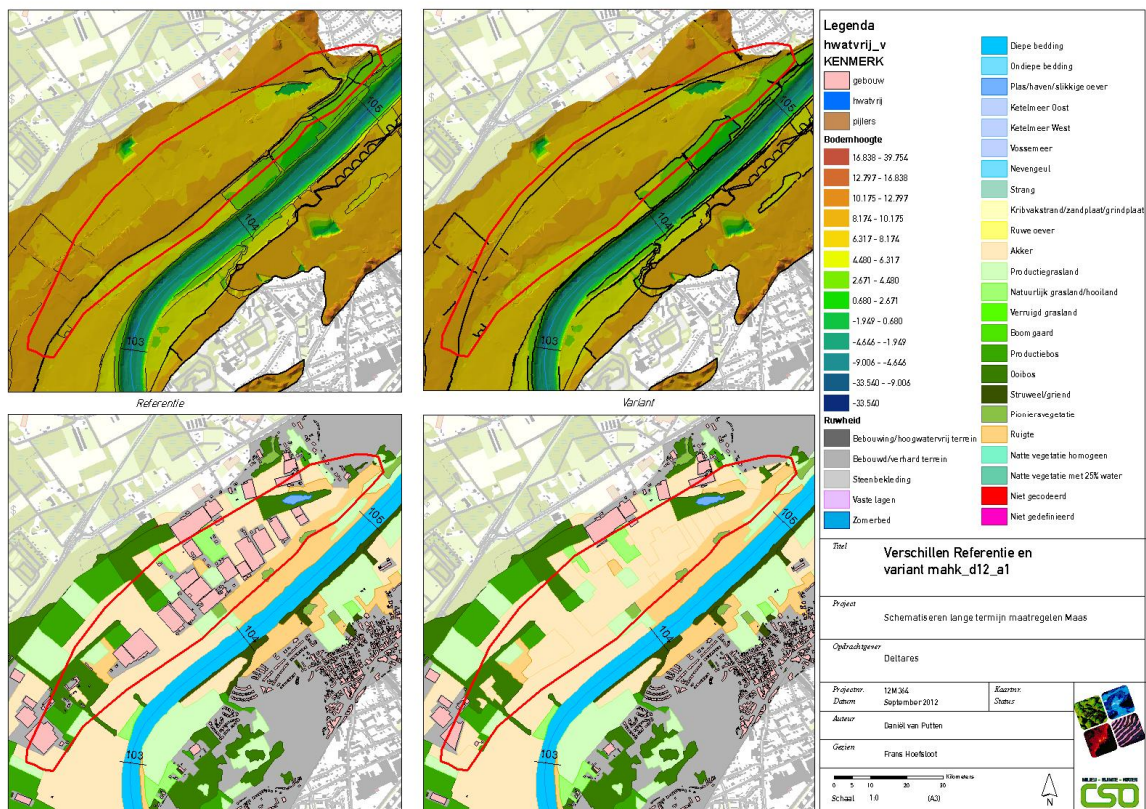 105
104
103
Referentie
105
104
103
Variant
105
104
103
105
104
103
Legenda
hwatvrij_v
KENMERK
gebouw
hwatvrij
pijlers
Bodemhoogte
16.838 - 39.754
12.797 - 16.838
10.175 - 12.797
8.174 - 10.175
6.317 - 8.174
4.480 - 6.317
2.671 - 4.480
0.680 - 2.671
-1.949 - 0.680
-4.646 - -1.949
-9.006 - -4.646
-33.540 - -9.006
-33.540
Ruwheid
Bebouwing/hoogwatervrij terrein
Bebouwd/verhard terrein
Steenbekleding
Vaste lagen
Zomerbed
Diepe bedding
Ondiepe bedding
Plas/haven/slikkige oever
Ketelmeer Oost
Ketelmeer West
Vossemeer
Nevengeul
Strang
Kribvakstrand/zandplaat/grindplaat
Ruwe oever
Akker
Productiegrasland
Natuurlijk grasland/hooiland
Verruigd grasland
Boomgaard
Productiebos
Ooibos
Struweel/griend
Pioniersvegetatie
Ruigte
Natte vegetatie homogeen
Natte vegetatie met 25% water
Niet gecodeerd
Niet gedefinieerd
Titel
Verschillen Referentie en
variant mahk_d12_a1
Project
Schematiseren lange termijn maatregelen Maas
Opdrachtgever
Deltares
Projectnr. 12M364 Kaartnr.
Datum September 2012 Status
Auteur
Daniël van Putten
Gezien
Frans Hoefsloot
0 5 10 20 30 Kilometers
Schaal 1:0 (A3)
MILIEU - RUIMTE - WATER
CSO